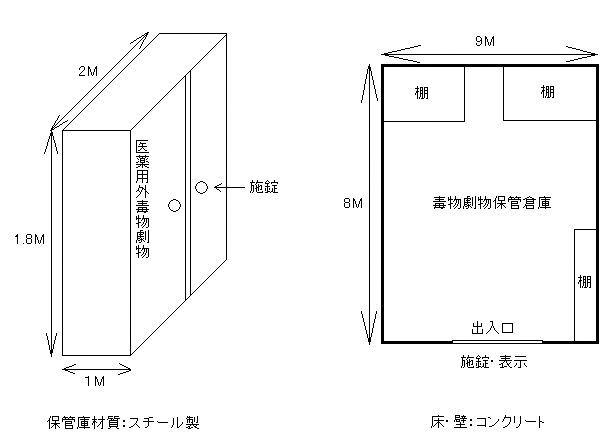 2M
医薬用外毒物劇物
施錠
1.8M
1M
保管庫材質：スチール製
9M
棚
棚
8M
毒物劇物保管倉庫
棚
出入口
施錠・表示
床・壁：コンクリート